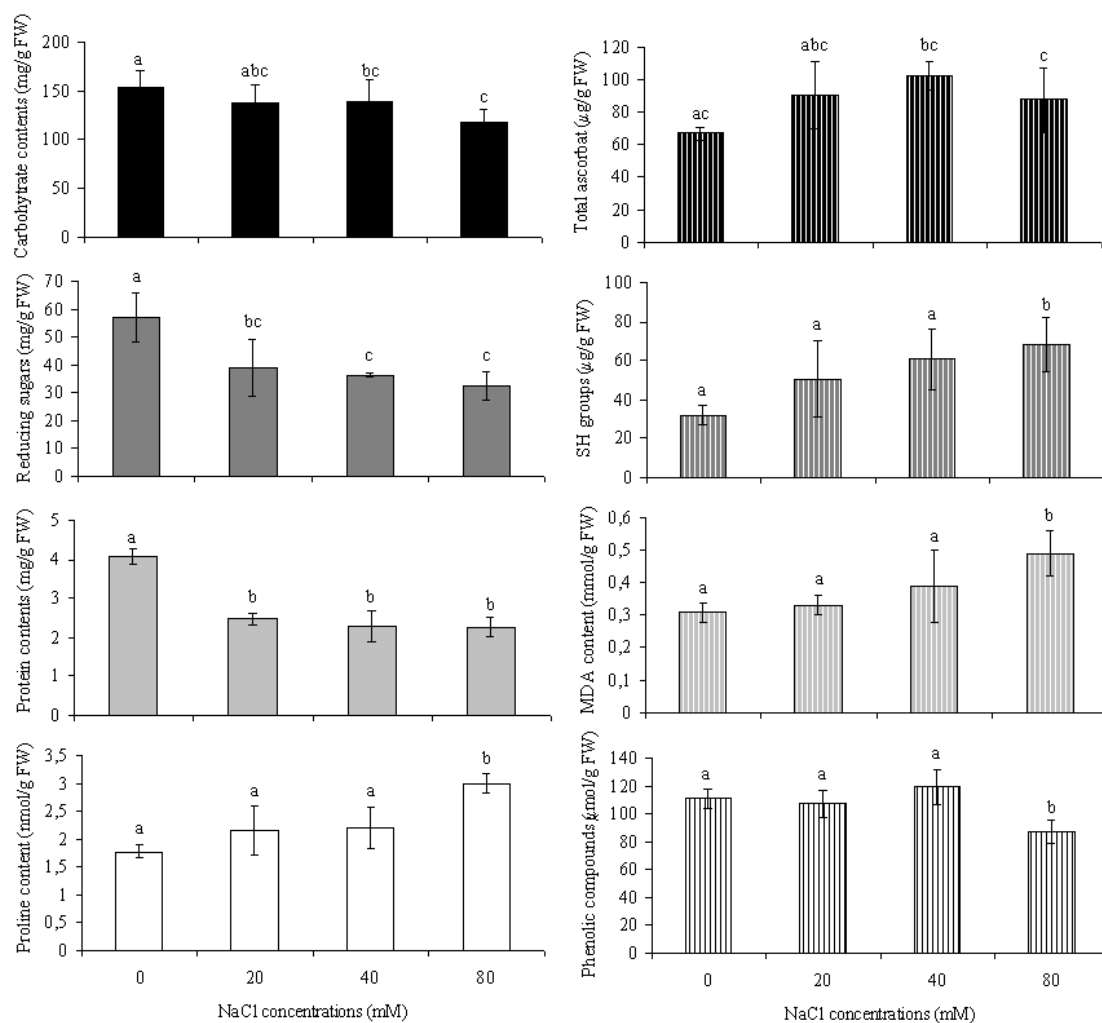 Carbohytrate contents (mg/g FW)
200
150
100
50
0
a
abc
bc
c
Total ascorbat (µg/g FW)
120
100
80
60
40
20
0
ac
abc
bc
c
Reducing sugars (mg/g FW)
70
60
50
40
30
20
10
0
a
bc
c
c
SH groups (µg/g FW)
100
80
60
40
20
0
a
a
a
b
Protein contents (mg/g FW)
5
4
3
2
1
0
a
b
b
b
MDA content (mmol/g FW)
0,6
0,5
0,4
0,3
0,2
0,1
0
a
a
a
b
Proline content (nmol/g FW)
3,5
3
2,5
2
1,5
1
0,5
0
a
a
a
b
0 20 40 80
NaCl concentrations (mM)
Phenolic compounds (µmol/g FW)
140
120
100
80
60
40
20
0
a
a
a
b
0 20 40 80
NaCl concentrations (mM)